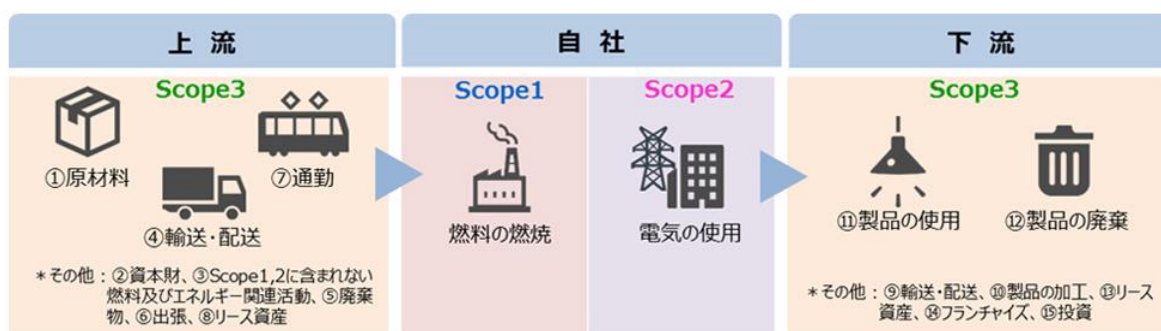 上 流
自 社
下 流
Scope3
Scope1
Scope2
Scope3
①原材料
⑦通勤
④輸送・配送
燃料の燃焼
電気の使用
⑪製品の使用
⑫製品の廃棄
*その他：②資本財、③Scope1,2に含まれない
燃料及びエネルギー関連活動、⑤廃棄
物、⑥出張、⑧リース資産
*その他：⑨輸送・配送、⑩製品の加工、⑬リース
資産、⑭フランチャイズ、⑮投資